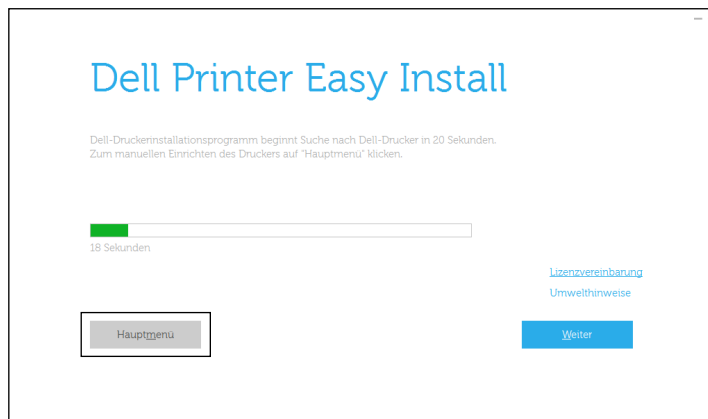 Dell Printer Easy Install
Dell-Druckerinstallationsprogramm beginnt Suche nach Dell-Drucker in 20 Sekunden.
Zum manuellen Einrichten des Druckers auf "Hauptmenü" klicken.
18 Sekunden
Lizenzvereinbarung
Umwelthinweise
Hauptmenü
Weiter